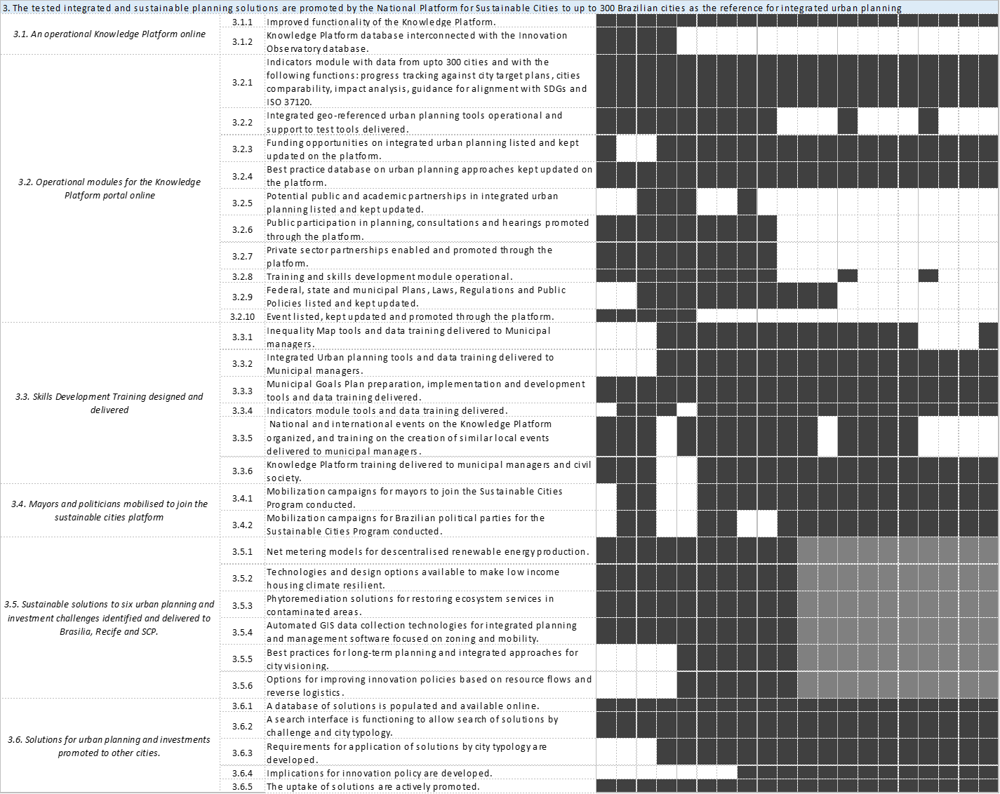 3. The tested integrated and sustainable planning solutions are promoted by the National Platform for Sustainable Cities to up to 300 Brazilian cities as the reference for integrated urban planning
3.1. An operational Knowledge Platform online
3.1.1 Improved functionality of the Knowledge Platform.
3.1.2 Knowledge Platform database interconnected with the Innovation
Observatory database.
3.2. Operational modules for the Knowledge
Platform portal online
3.2.1 Indicators module with data from upto 300 cities and with the
following functions: progress tracking against city target plans, cities
comparability, impact analysis, guidance for alignment with SDGs and
ISO 37120.
3.2.2 Integrated geo-referenced urban planning tools operational and
support to test tools delivered.
3.2.3 Funding opportunities on integrated urban planning listed and kept
updated on the platform.
3.2.4 Best practice database on urban planning approaches kept updated on
the platform.
3.2.5 Potential public and academic partnerships in integrated urban
planning listed and kept updated.
3.2.6 Public participation in planning, consultations and hearings promoted
through the platform.
3.2.7 Private sector partnerships enabled and promoted through the
platform.
3.2.8 Training and skills development module operational.
3.2.9 Federal, state and municipal Plans, Laws, Regulations and Public
Policies listed and kept updated.
3.2.10 Event listed, kept updated and promoted through the platform.
3.3. Skills Development Training designed and
delivered
3.3.1 Inequality Map tools and data training delivered to Municipal
managers.
3.3.2 Integrated Urban planning tools and data training delivered to
Municipal managers.
3.3.3 Municipal Goals Plan preparation, implementation and development
tools and data training delivered.
3.3.4 Indicators module tools and data training delivered.
3.3.5 National and international events on the Knowledge Platform
organized, and training on the creation of similar local events
delivered to municipal managers.
3.3.6 Knowledge Platform training delivered to municipal managers and civil
society.
3.4. Mayors and politicians mobilised to join the
sustainable cities platform
3.4.1 Mobilization campaigns for mayors to join the Sustainable Cities
Program conducted.
3.4.2 Mobilization campaigns for Brazilian political parties for the
Sustainable Cities Program conducted.
3.5. Sustainable solutions to six urban planning and
investment challenges identified and delivered to
Brasilia, Recife and SCP.
3.5.1 Net metering models for descentralised renewable energy production.
3.5.2 Technologies and design options available to make low income
housing climate resilient.
3.5.3 Phytoremediation solutions for restoring ecosystem services in
contaminated areas.
3.5.4 Automated GIS data collection technologies for integrated planning
and management software focused on zoning and mobility.
3.5.5 Best practices for long-term planning and integrated approaches for
city visioning.
3.5.6 Options for improving innovation policies based on resource flows and
reverse logistics.
3.6. Solutions for urban planning and investments
promoted to other cities.
3.6.1 A database of solutions is populated and available online.
3.6.2 A search interface is functioning to allow search of solutions by
challenge and city typology.
3.6.3 Requirements for application of solutions by city typology are
developed.
3.6.4 Implications for innovation policy are developed.
3.6.5 The uptake of solutions are actively promoted.